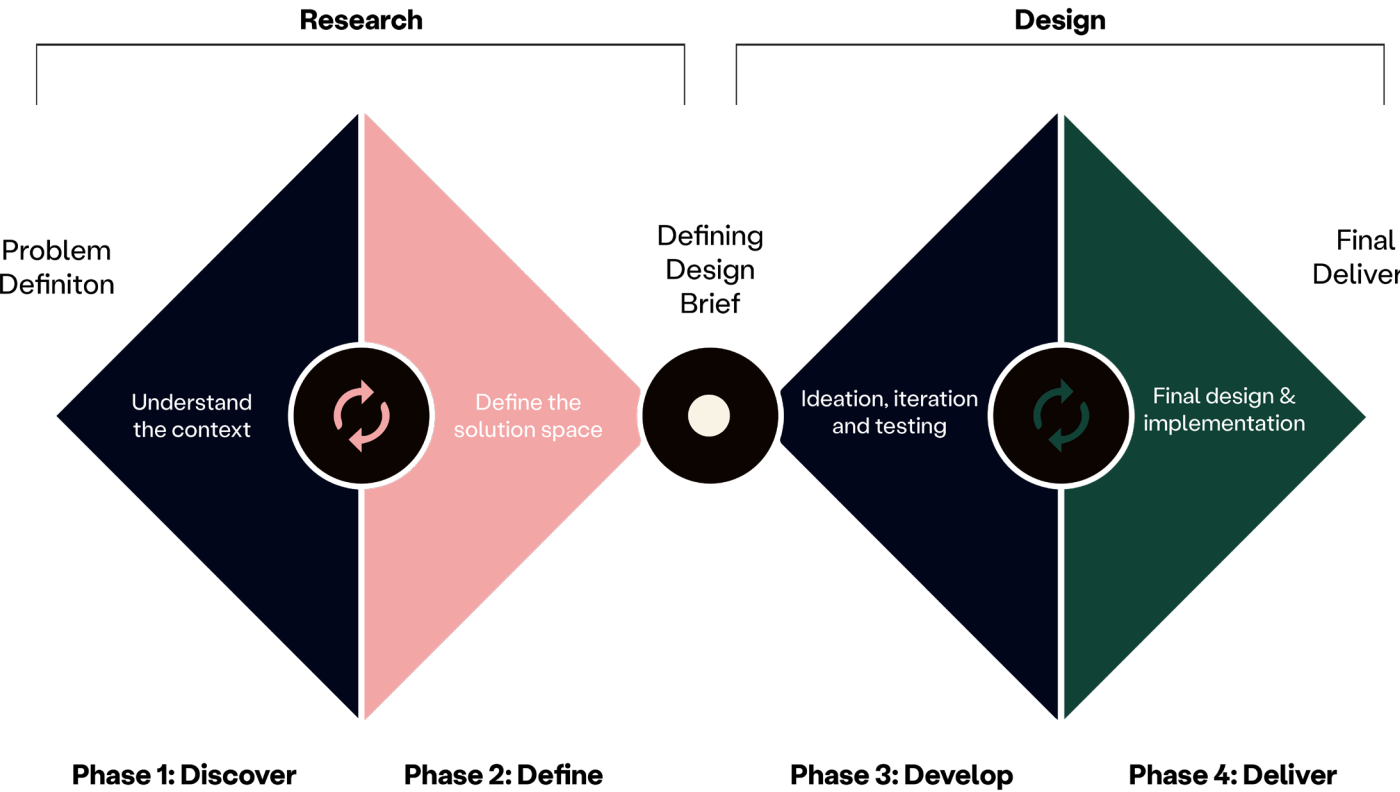 Research
Design
Problem
Definiton
Defining
Design
Brief
Final
Deliver
Understand
the context
Define the
solution space
Ideation, iteration
and testing
Final design &
implementation
Phase 1: Discover
Phase 2: Define
Phase 3: Develop
Phase 4: Deliver